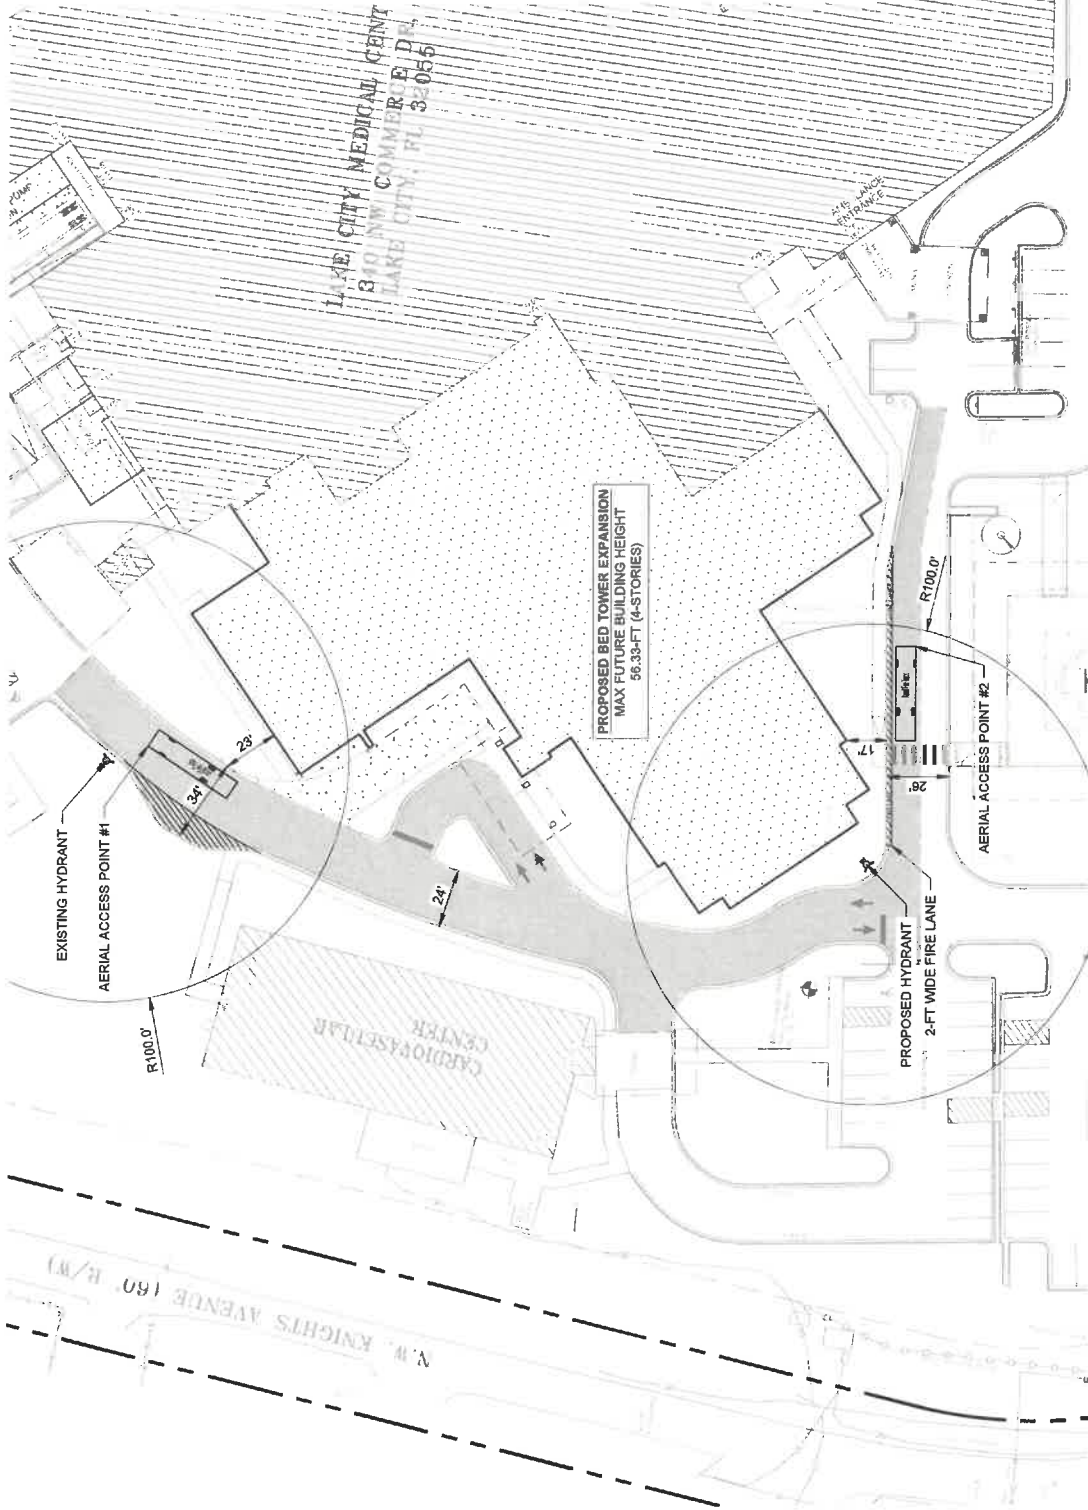 LAKE CITY MEDICAL CENT
340 NW COMMERCE DR,
LAKE CITY, FL 32055
PUMP
ENTRANCE
PROPOSED BED TOWER EXPANSION
MAX FUTURE BUILDING HEIGHT
56.33-FT (4-STORIES)
EXISTING HYDRANT
AERIAL ACCESS POINT #1
34'
23'
24'
R100.0'
R100.0'
17'
26'
AERIAL ACCESS POINT #2
PROPOSED HYDRANT
2-FT WIDE FIRE LANE
CARDIOVASCULAR
CENTER
N.W. KNIGHTS AVENUE (60' R/W)